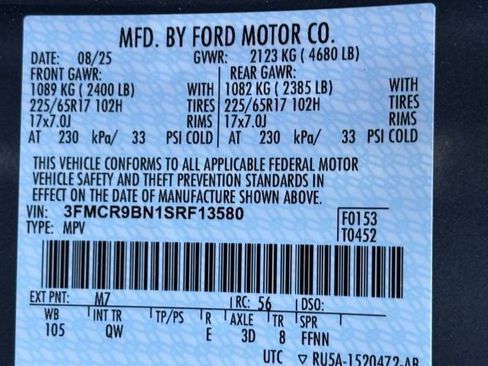 MFD. BY FORD MOTOR CO.
DATE: 08/25 GVWR: 2123 KG ( 4680 LB)
FRONT GAWR: REAR GAWR:
1089 KG ( 2400 LB) WITH 1082 KG ( 2385 LB) WITH
225/65R17 102H TIRES 225/65R17 102H TIRES
17x7.0J RIMS 17x7.0J RIMS
AT 230 kPa/ 33 PSI COLD AT 230 kPa/ 33 PSI COLD
THIS VEHICLE CONFORMS TO ALL APPLICABLE FEDERAL MOTOR
VEHICLE SAFETY AND THEFT PREVENTION STANDARDS IN
EFFECT ON THE DATE OF MANUFACTURE SHOWN ABOVE.
VIN: 3FMCR9BN1SRF13580 F0153
TYPE: MPV T0452
EXT PNT: M7 RC: 56 DSO:
WB INT TR TP/PS R AXLE TR SPR
105 QW E 3D 8 FFNN
UTC ▽ RU5A-1520472-AB